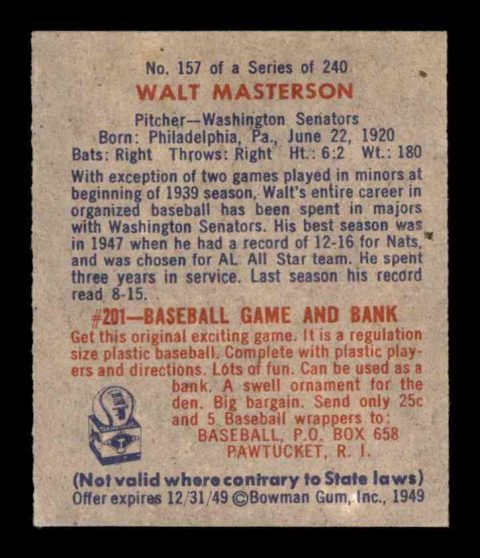 No. 157 of a Series of 240
WALT MASTERSON
Pitcher—Washington Senators
Born: Philadelphia, Pa., June 22, 1920
Bats: Right Throws: Right Ht.: 6:2 Wt.: 180
With exception of two games played in minors at
beginning of 1939 season, Walt's entire career in
organized baseball has been spent in majors
with Washington Senators. His best season was
in 1947 when he had a record of 12-16 for Nats,
and was chosen for AL All Star team. He spent
three years in service. Last season his record
read 8-15.
#201—BASEBALL GAME AND BANK
Get this original exciting game. It is a regulation
size plastic baseball. Complete with plastic play-
ers and directions. Lots of fun. Can be used as a
bank. A swell ornament for the
den. Big bargain. Send only 25c
and 5 Baseball wrappers to:
BASEBALL, P.O. BOX 658
PAWTUCKET, R. I.
(Not valid where contrary to State laws)
Offer expires 12/31/49 ©Bowman Gum, Inc., 1949